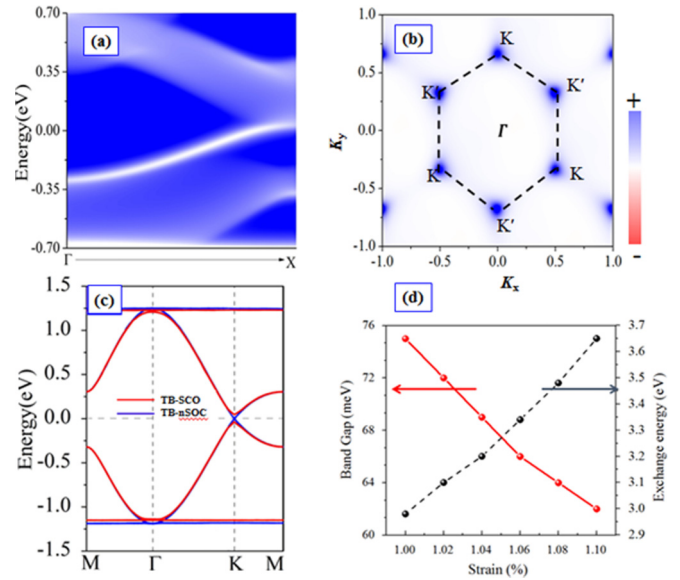 (a)
0.70
0.35
0.00
-0.35
-0.70
Energy(eV)
Γ
X
(b)
1.0
0.5
0.0
-0.5
-1.0
K_y
K
K′
K′
Γ
K
K
K′
-1.0 -0.5 0.0 0.5 1.0
K_x
+
-
(c)
1.5
1.0
0.5
0.0
-0.5
-1.0
-1.5
Energy(eV)
TB-SCO
TB-nSOC
M Γ K M
(d)
76
72
68
64
60
Band Gap (meV)
3.7
3.6
3.5
3.4
3.3
3.2
3.1
3.0
2.9
Exchange energy (eV)
1.00 1.02 1.04 1.06 1.08 1.10
Strain (%)